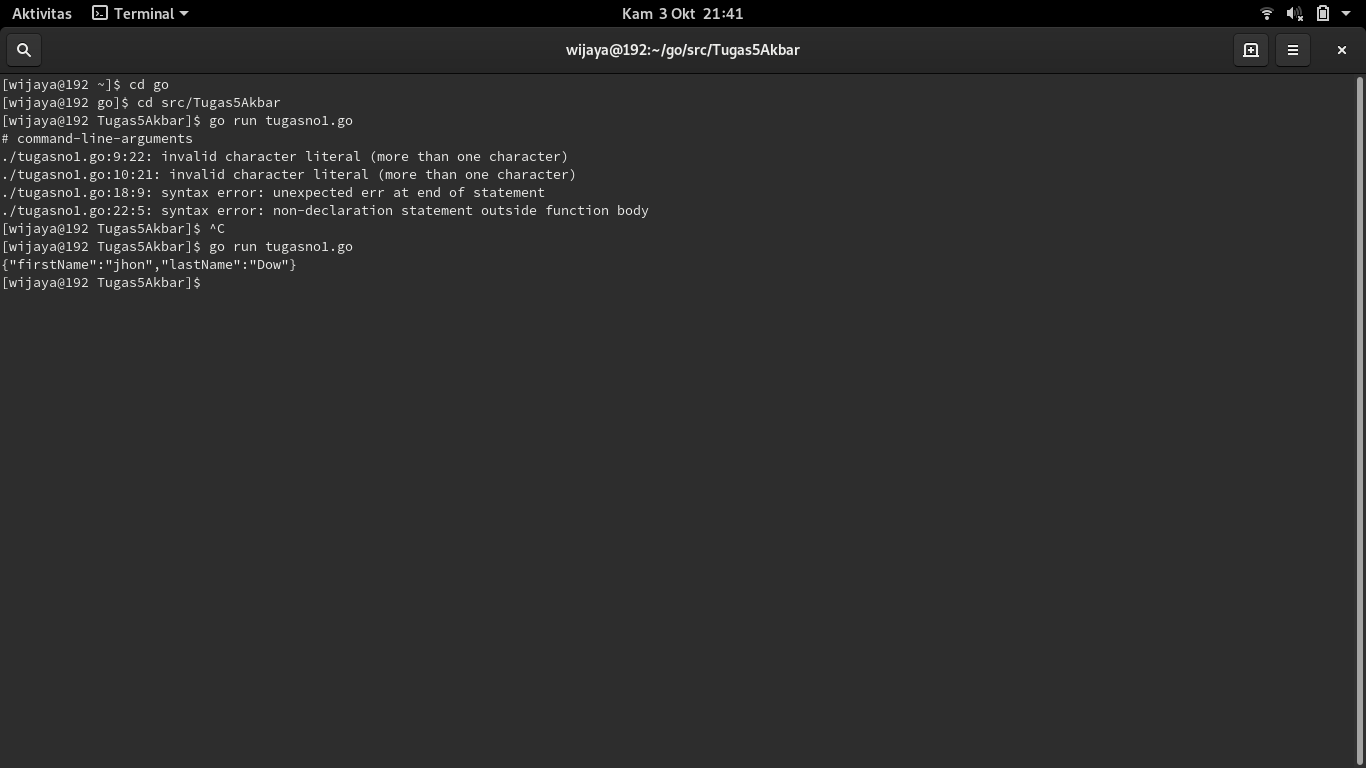 Aktivitas Terminal Kam 3 Okt 21:41
wijaya@192:~/go/src/Tugas5Akbar
[wijaya@192 ~]$ cd go
[wijaya@192 go]$ cd src/Tugas5Akbar
[wijaya@192 Tugas5Akbar]$ go run tugasno1.go
# command-line-arguments
./tugasno1.go:9:22: invalid character literal (more than one character)
./tugasno1.go:10:21: invalid character literal (more than one character)
./tugasno1.go:18:9: syntax error: unexpected err at end of statement
./tugasno1.go:22:5: syntax error: non-declaration statement outside function body
[wijaya@192 Tugas5Akbar]$ ^C
[wijaya@192 Tugas5Akbar]$ go run tugasno1.go
{"firstName":"jhon","lastName":"Dow"}
[wijaya@192 Tugas5Akbar]$